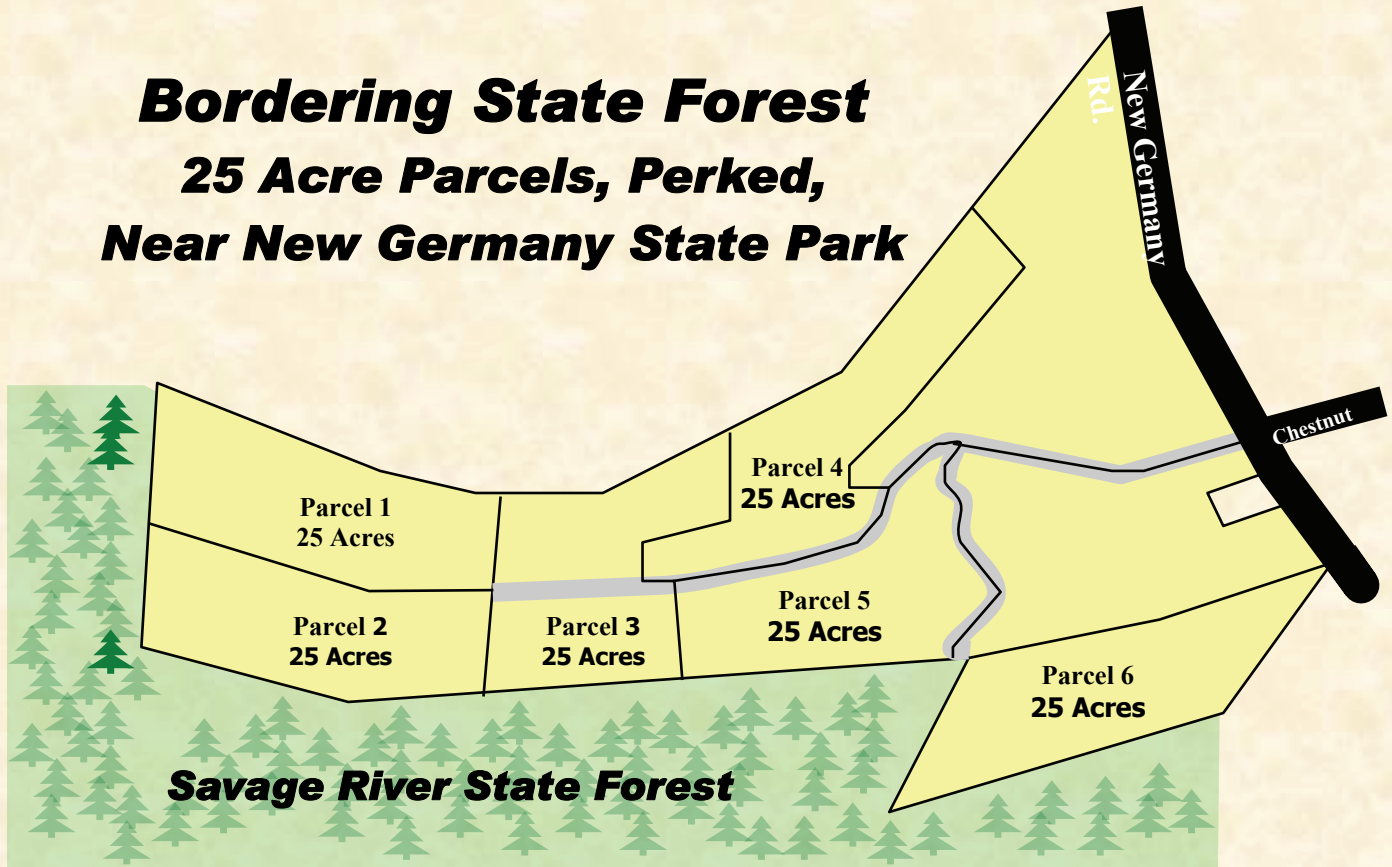 Bordering State Forest
25 Acre Parcels, Perked,
Near New Germany State Park
New Germany
Rd.
Chestnut
Parcel 4
25 Acres
Parcel 1
25 Acres
Parcel 5
25 Acres
Parcel 2
25 Acres
Parcel 3
25 Acres
Parcel 6
25 Acres
Savage River State Forest